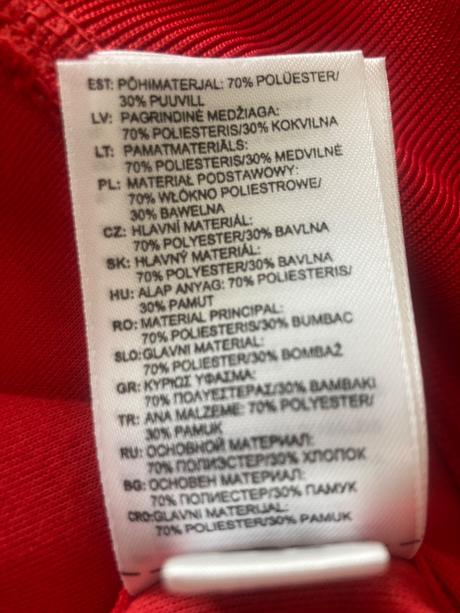 EST: PÕHIMATERJAL: 70% POLÜESTER/
30% PUUVILL
LV: PAGRINDINĖ MEDŽIAGA:
70% POLIESTERIS/30% KOKVILNA
LT: PAMATMATERIĀLS:
70% POLIESTERIS/30% MEDVILNĖ
PL: MATERIAŁ PODSTAWOWY:
70% WŁÓKNO POLIESTROWE/
30% BAWEŁNA
CZ: HLAVNÍ MATERIÁL:
70% POLYESTER/30% BAVLNA
SK: HLAVNÝ MATERIÁL:
70% POLYESTER/30% BAVLNA
HU: ALAP ANYAG: 70% POLIESTERIS/
30% PAMUT
RO: MATERIAL PRINCIPAL:
70% POLIESTERIS/30% BUMBAC
SLO: GLAVNI MATERIAL:
70% POLIESTER/30% BOMBAŽ
GR: ΚΥΡΙΩΣ ΥΦΑΣΜΑ:
70% ΠΟΛΥΕΣΤΕΡΑΣ/30% ΒΑΜΒΑΚΙ
TR: ANA MALZEME: 70% POLYESTER/
30% PAMUK
RU: ОСНОВНОЙ МАТЕРИАЛ:
70% ПОЛИЭСТЕР/30% ХЛОПОК
BG: ОСНОВЕН МАТЕРИАЛ:
70% ПОЛИЕСТЕР/30% ПАМУК
CRO: GLAVNI MATERIJAL:
70% POLIESTER/30% PAMUK